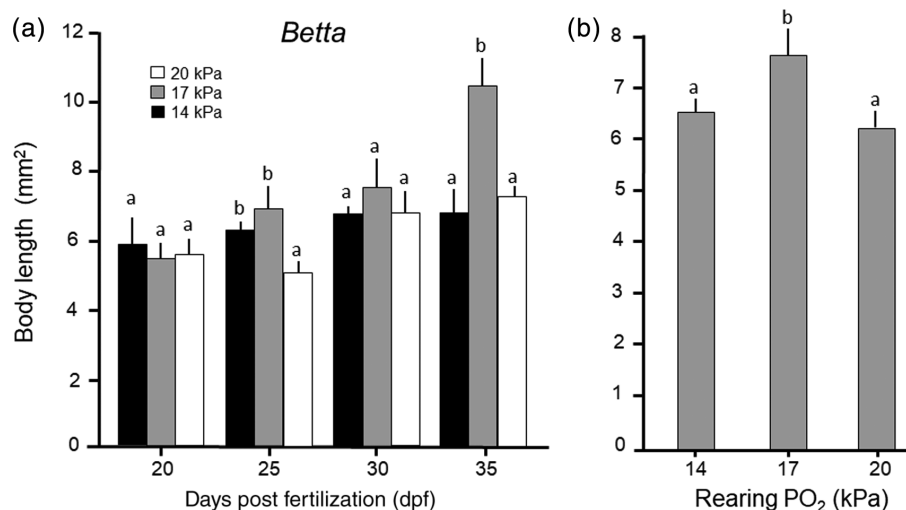 (a)
Betta
20 kPa
17 kPa
14 kPa
Body length (mm²)
12
10
8
6
4
2
0
a a a
b b a
a a a
a b a
20 25 30 35
Days post fertilization (dpf)
(b)
8
7
6
5
4
3
2
1
0
a b a
14 17 20
Rearing PO₂ (kPa)